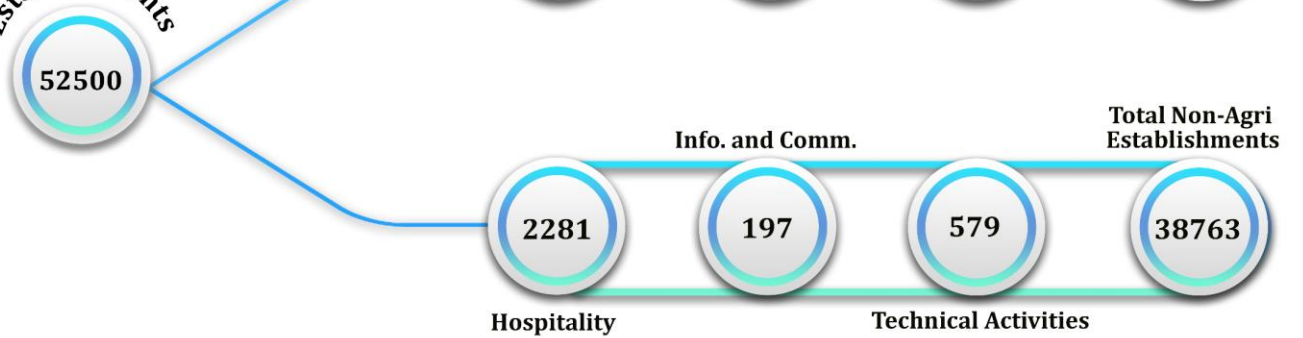 52500
Total Non-Agri
Info. and Comm.
Establishments
2281
197
579
38763
Hospitality
Technical Activities